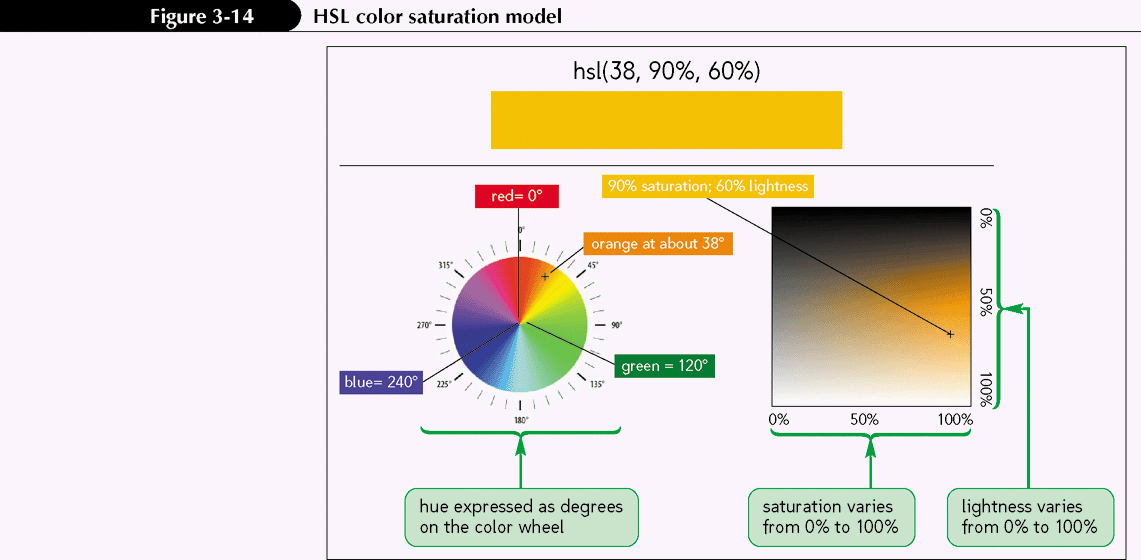 Figure 3-14 HSL color saturation model
hsl(38, 90%, 60%)
90% saturation; 60% lightness
red= 0°
0°
orange at about 38°
315°
45°
270°
90°
green = 120°
blue= 240°
225°
135°
180°
0%
50%
100%
0%
50%
100%
hue expressed as degrees
on the color wheel
saturation varies
from 0% to 100%
lightness varies
from 0% to 100%